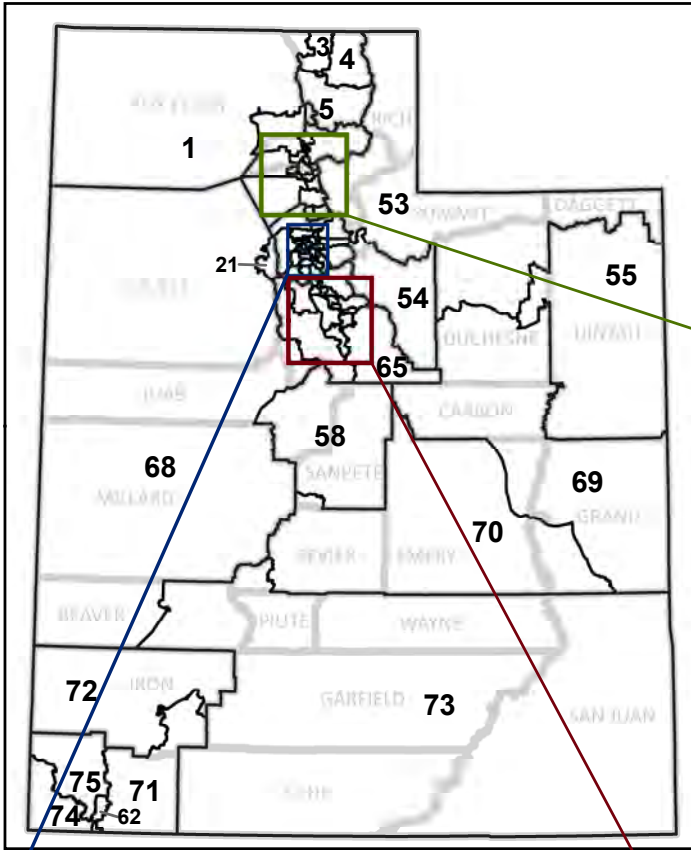 3
4
5
BOX ELDER
RICH
1
53
SUMMIT
DAGGETT
21
55
54
TOOELE
DUCHESNE
UINTAH
65
JUAB
CARBON
58
68
SANPETE
69
MILLARD
GRAND
70
SEVIER
EMERY
BEAVER
PIUTE
WAYNE
72
IRON
GARFIELD
73
SAN JUAN
75
71
KANE
74
62